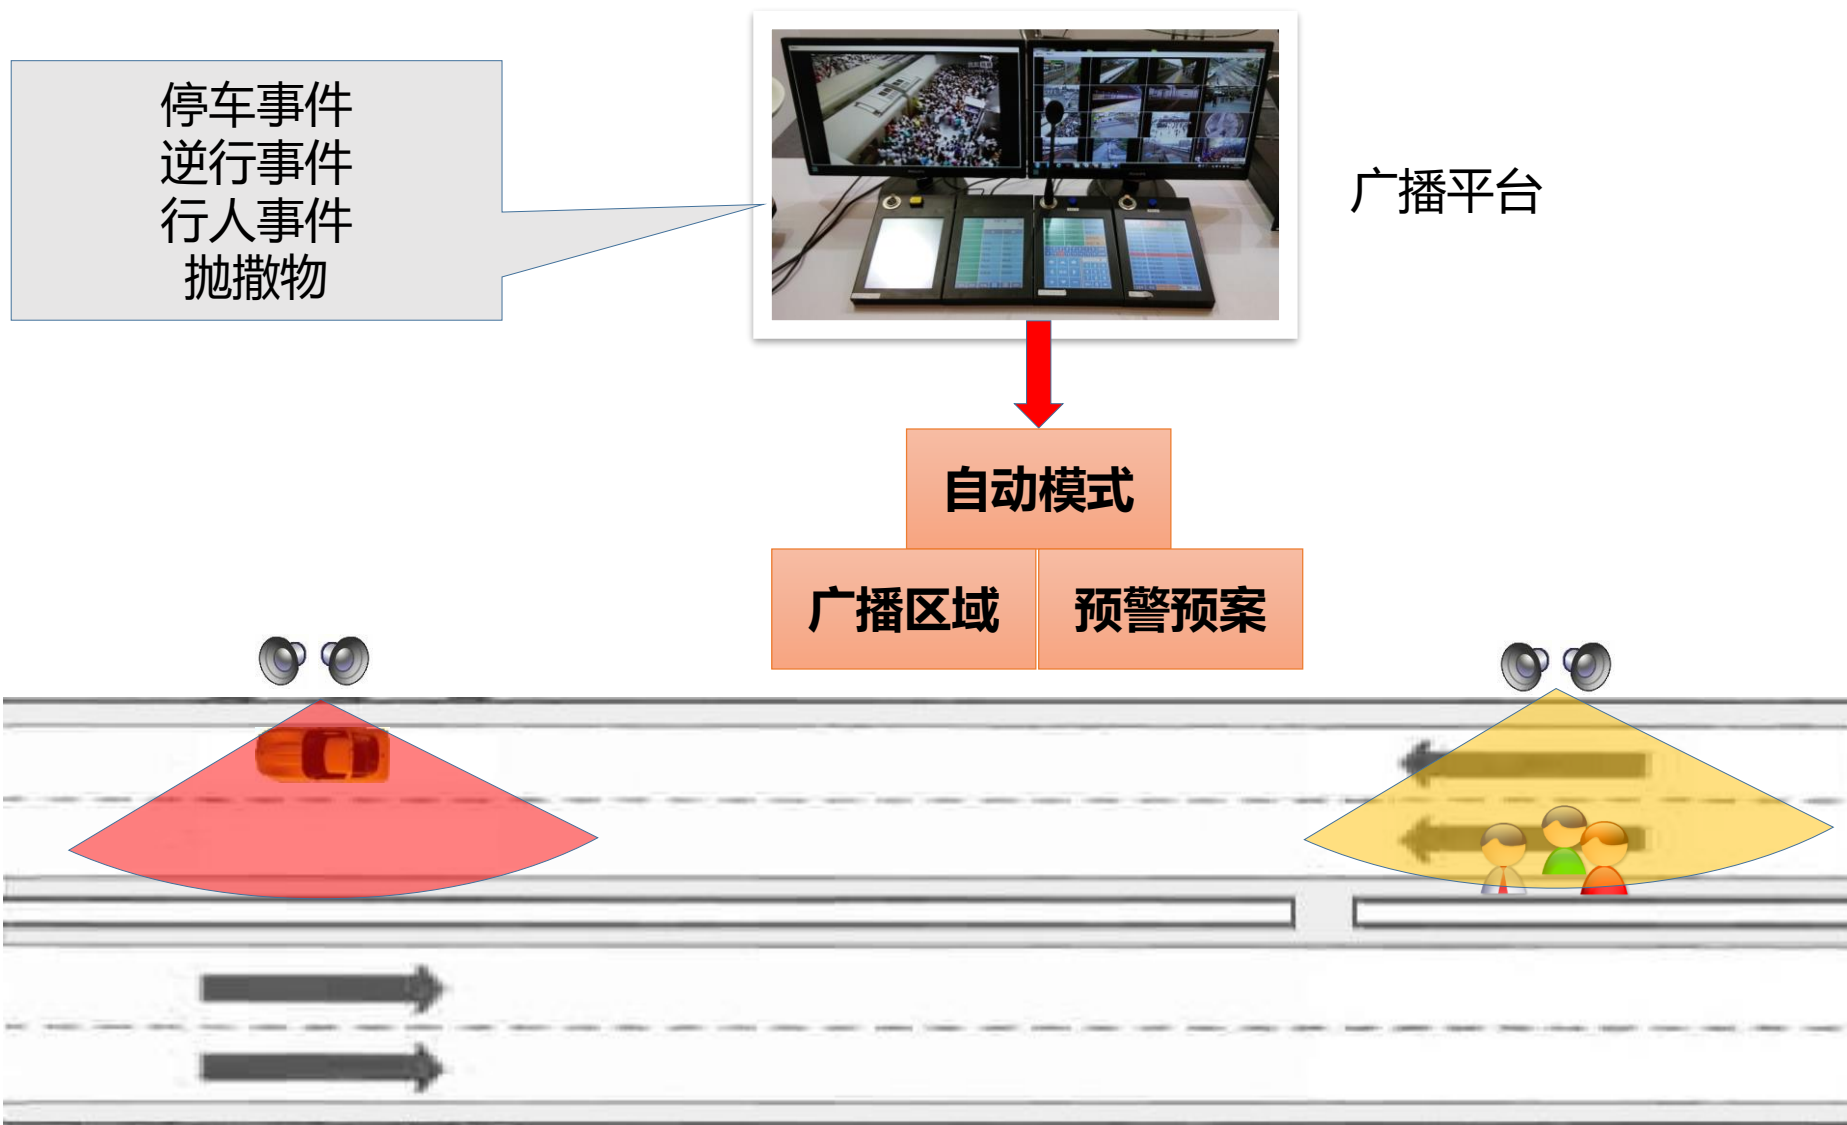 停车事件
逆行事件
行人事件
抛撒物
广播平台
自动模式
广播区域
预警预案